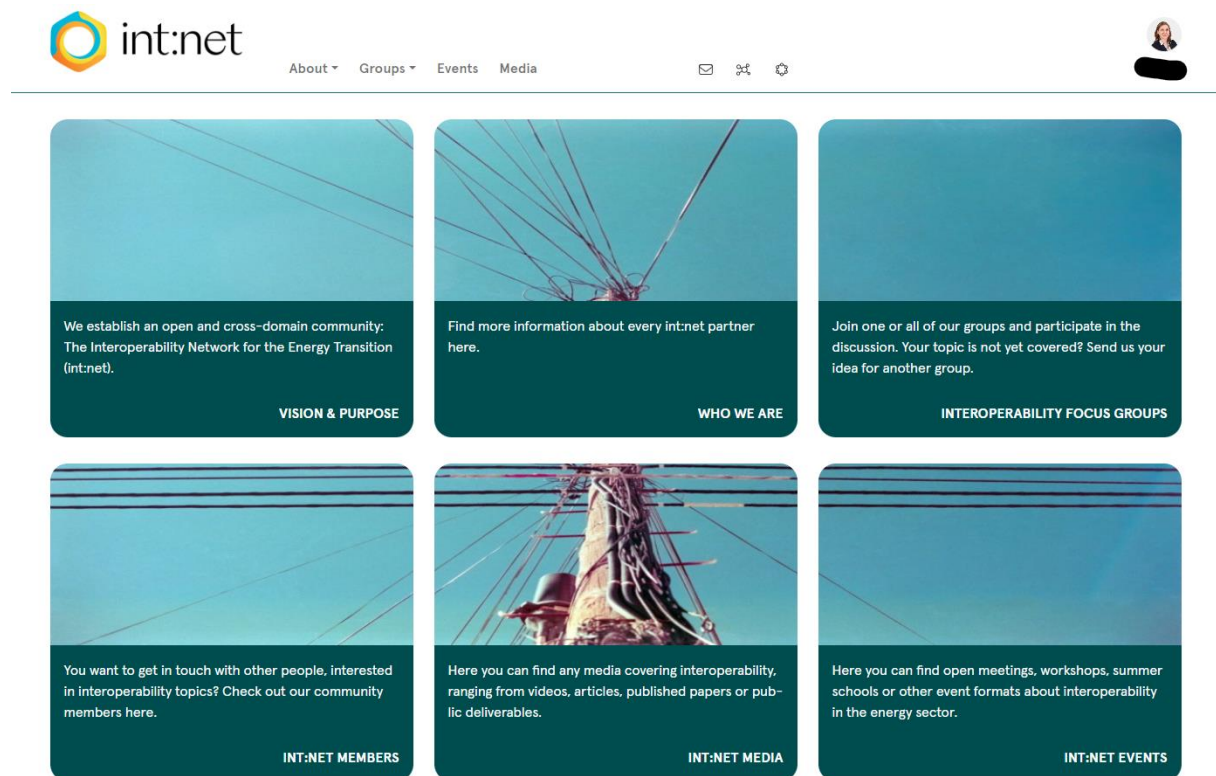 int:net
About
Groups
Events
Media
We establish an open and cross-domain community:
The Interoperability Network for the Energy Transition
(int:net).
VISION & PURPOSE
Find more information about every int:net partner
here.
WHO WE ARE
Join one or all of our groups and participate in the
discussion. Your topic is not yet covered? Send us your
idea for another group.
INTEROPERABILITY FOCUS GROUPS
You want to get in touch with other people, interested
in interoperability topics? Check out our community
members here.
INT:NET MEMBERS
Here you can find any media covering interoperability,
ranging from videos, articles, published papers or pub-
lic deliverables.
INT:NET MEDIA
Here you can find open meetings, workshops, summer
schools or other event formats about interoperability
in the energy sector.
INT:NET EVENTS